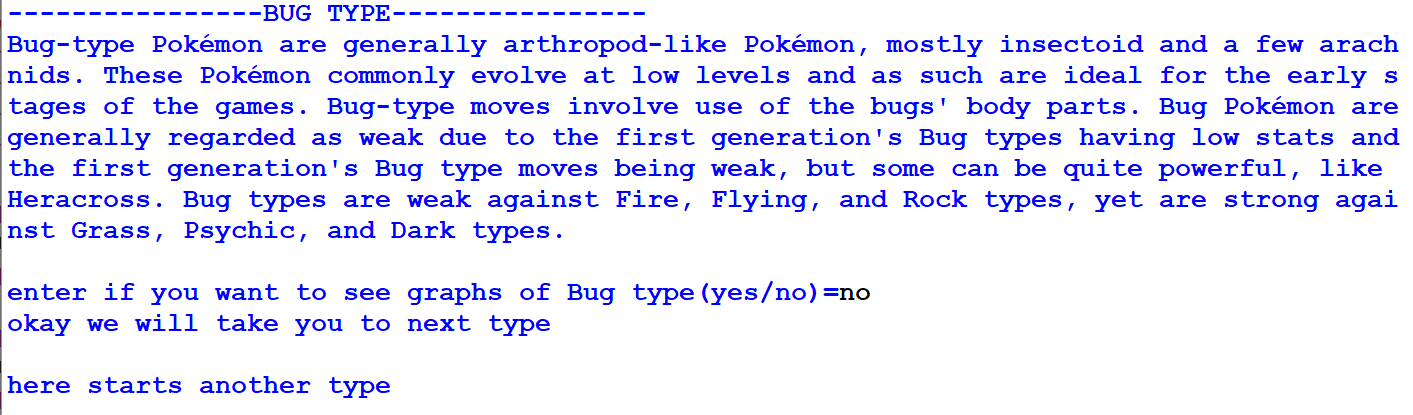 ----------------BUG TYPE----------------
Bug-type Pokémon are generally arthropod-like Pokémon, mostly insectoid and a few arach
nids. These Pokémon commonly evolve at low levels and as such are ideal for the early s
tages of the games. Bug-type moves involve use of the bugs' body parts. Bug Pokémon are
generally regarded as weak due to the first generation's Bug types having low stats and
the first generation's Bug type moves being weak, but some can be quite powerful, like
Heracross. Bug types are weak against Fire, Flying, and Rock types, yet are strong agai
nst Grass, Psychic, and Dark types.
enter if you want to see graphs of Bug type(yes/no)=no
okay we will take you to next type
here starts another type